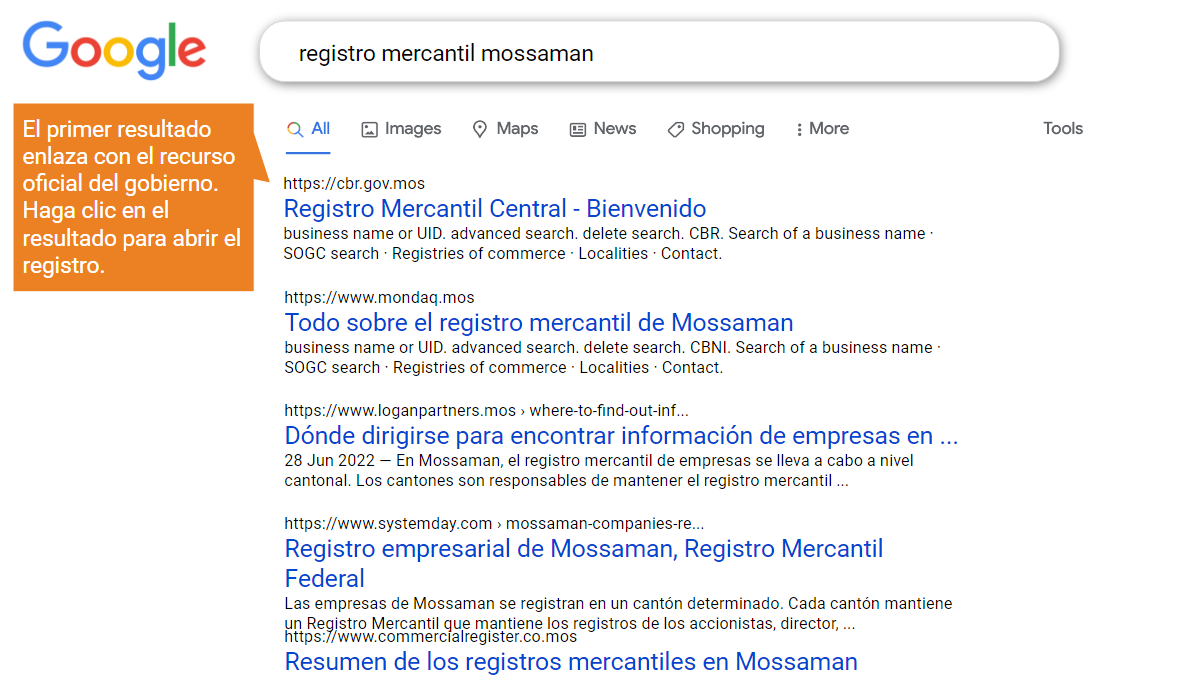 Google
registro mercantil mossaman
El primer resultado
enlaza con el recurso
oficial del gobierno.
Haga clic en el
resultado para abrir el
registro.
All Images Maps News Shopping More Tools
https://cbr.gov.mos
Registro Mercantil Central - Bienvenido
business name or UID. advanced search. delete search. CBR. Search of a business name ·
SOGC search · Registries of commerce · Localities · Contact.
https://www.mondaq.mos
Todo sobre el registro mercantil de Mossaman
business name or UID. advanced search. delete search. CBNI. Search of a business name ·
SOGC search · Registries of commerce · Localities · Contact.
https://www.loganpartners.mos › where-to-find-out-inf...
Dónde dirigirse para encontrar información de empresas en ...
28 Jun 2022 — En Mossaman, el registro mercantil de empresas se lleva a cabo a nivel
cantonal. Los cantones son responsables de mantener el registro mercantil ...
https://www.systemday.com › mossaman-companies-re...
Registro empresarial de Mossaman, Registro Mercantil
Federal
Las empresas de Mossaman se registran en un cantón determinado. Cada cantón mantiene
un Registro Mercantil que mantiene los registros de los accionistas, director, ...
https://www.commercialregister.co.mos
Resumen de los registros mercantiles en Mossaman